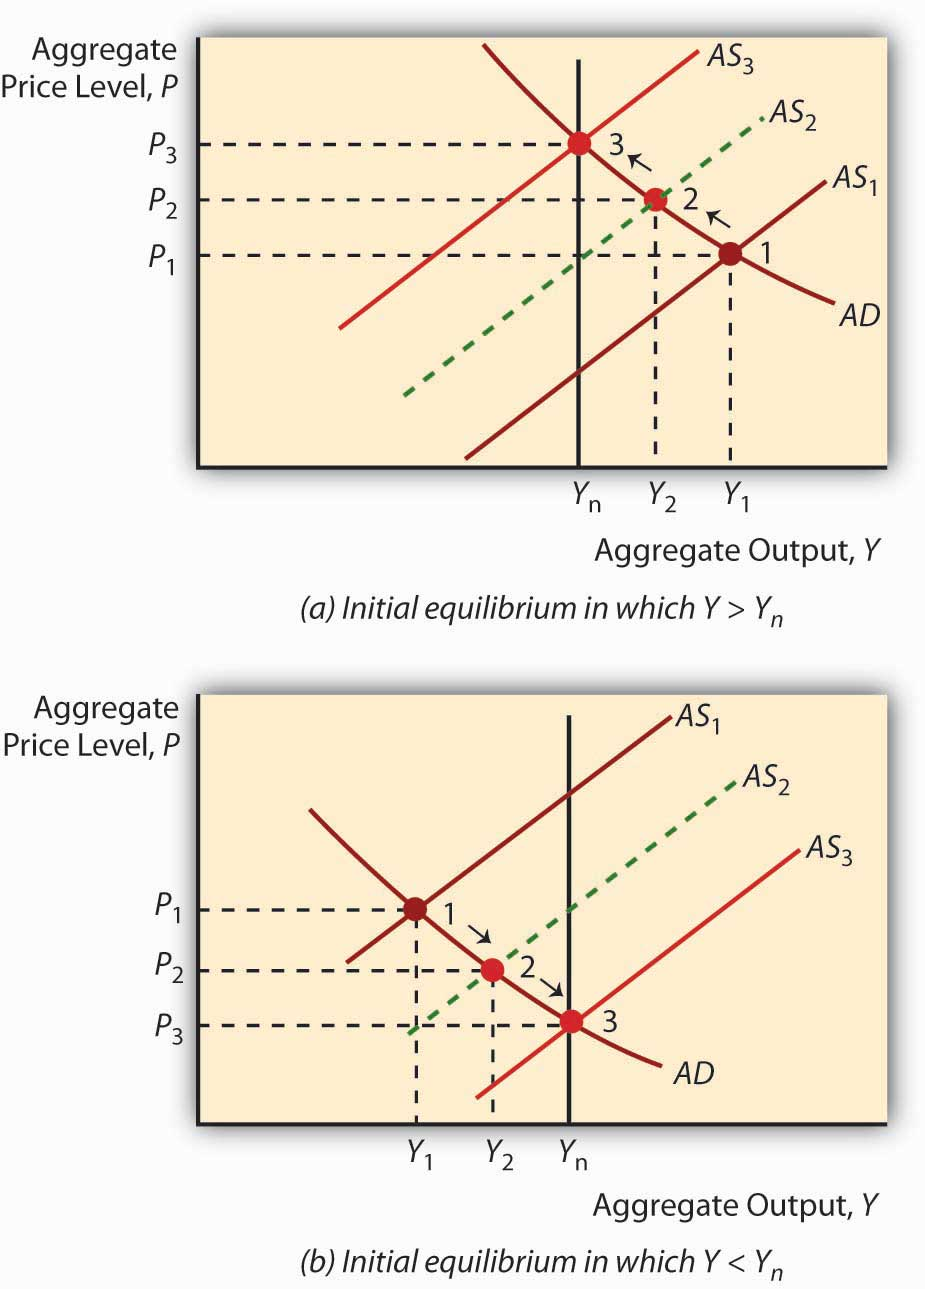 Aggregate
Price Level, P
AS₃
AS₂
P₃
3
AS₁
P₂
2
P₁
1
AD
Yₙ
Y₂
Y₁
Aggregate Output, Y
(a) Initial equilibrium in which Y > Yₙ
Aggregate
Price Level, P
AS₁
AS₂
AS₃
P₁
1
P₂
2
P₃
3
AD
Y₁
Y₂
Yₙ
Aggregate Output, Y
(b) Initial equilibrium in which Y < Yₙ